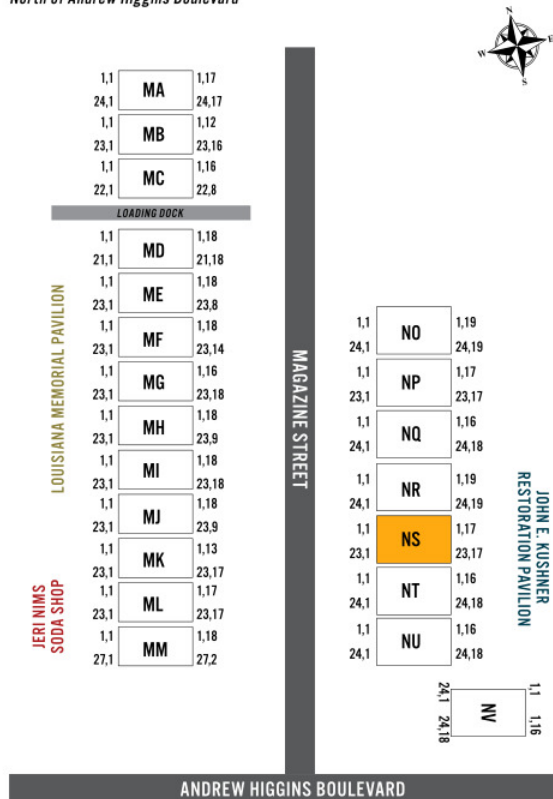 North of Andrew Higgins Boulevard
N
W E
S
1,1 MA 1,17
24,1 24,17
1,1 MB 1,12
23,1 23,16
1,1 MC 1,16
22,1 22,8
LOADING DOCK
1,1 MD 1,18
21,1 21,18
1,1 ME 1,18
23,1 23,8
1,1 MF 1,18
23,1 23,14
1,1 MG 1,16
23,1 23,18
1,1 MH 1,18
23,1 23,9
1,1 MI 1,18
23,1 23,18
1,1 MJ 1,18
23,1 23,9
1,1 MK 1,13
23,1 23,17
1,1 ML 1,17
23,1 23,17
1,1 MM 1,18
27,1 27,2
LOUISIANA MEMORIAL PAVILION
JERI NIMS
SODA SHOP
MAGAZINE STREET
1,1 NO 1,19
24,1 24,19
1,1 NP 1,17
23,1 23,17
1,1 NQ 1,16
24,1 24,18
1,1 NR 1,19
24,1 24,19
1,1 NS 1,17
23,1 23,17
1,1 NT 1,16
24,1 24,18
1,1 NU 1,16
24,1 24,18
JOHN E. KUSHNER
RESTORATION PAVILION
24,1 1,1
NV
24,18 1,16
ANDREW HIGGINS BOULEVARD